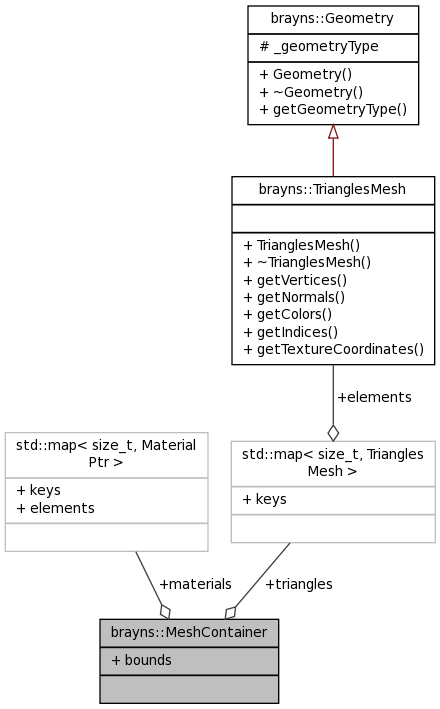 brayns::Geometry
# _geometryType
+ Geometry()
+ ~Geometry()
+ getGeometryType()
brayns::TrianglesMesh
+ TrianglesMesh()
+ ~TrianglesMesh()
+ getVertices()
+ getNormals()
+ getColors()
+ getIndices()
+ getTextureCoordinates()
+elements
std::map< size_t, Material
Ptr >
+ keys
+ elements
std::map< size_t, Triangles
Mesh >
+ keys
+materials
+triangles
brayns::MeshContainer
+ bounds